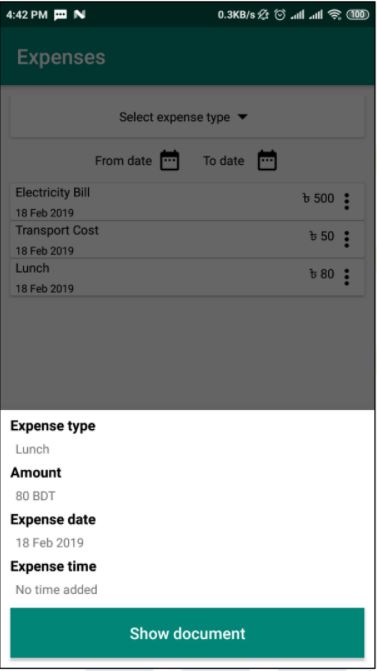 4:42 PM 0.3KB/s 100
Expenses
Select expense type
From date To date
Electricity Bill
৳ 500
18 Feb 2019
Transport Cost
৳ 50
18 Feb 2019
Lunch
৳ 80
18 Feb 2019
Expense type
Lunch
Amount
80 BDT
Expense date
18 Feb 2019
Expense time
No time added
Show document